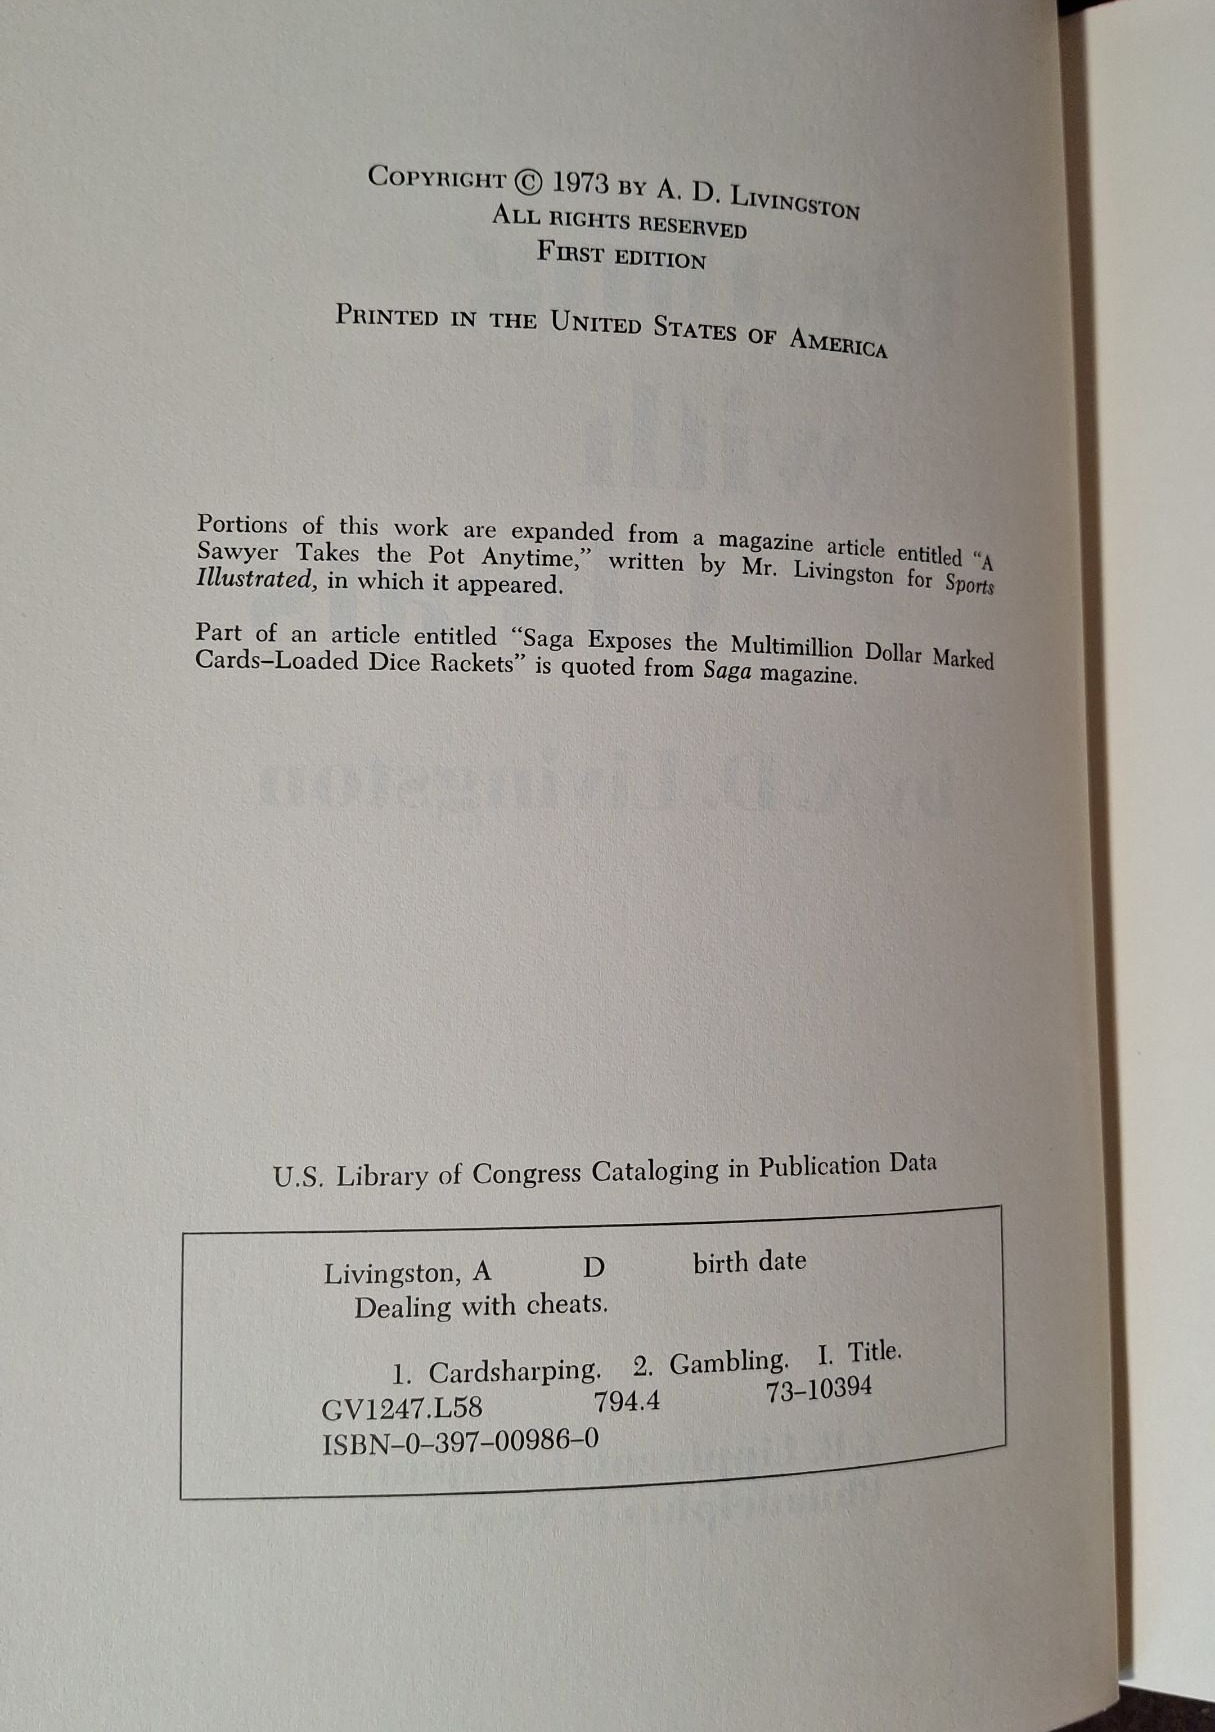 Copyright © 1973 by A. D. Livingston
All rights reserved
First edition
Printed in the United States of America
Portions of this work are expanded from a magazine article entitled “A
Sawyer Takes the Pot Anytime,” written by Mr. Livingston for Sports
Illustrated, in which it appeared.
Part of an article entitled “Saga Exposes the Multimillion Dollar Marked
Cards–Loaded Dice Rackets” is quoted from Saga magazine.
U.S. Library of Congress Cataloging in Publication Data
Livingston, A D birth date
Dealing with cheats.
1. Cardsharping. 2. Gambling. I. Title.
GV1247.L58 794.4 73–10394
ISBN–0–397–00986–0